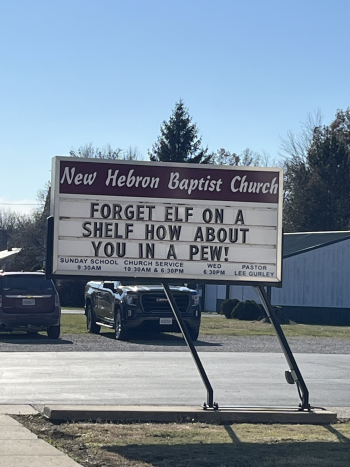 New Hebron Baptist Church
FORGET ELF ON A
SHELF HOW ABOUT
YOU IN A PEW!
SUNDAY SCHOOL CHURCH SERVICE WED PASTOR
9:30AM 10:30AM & 6:30PM 6:30PM LEE GURLEY